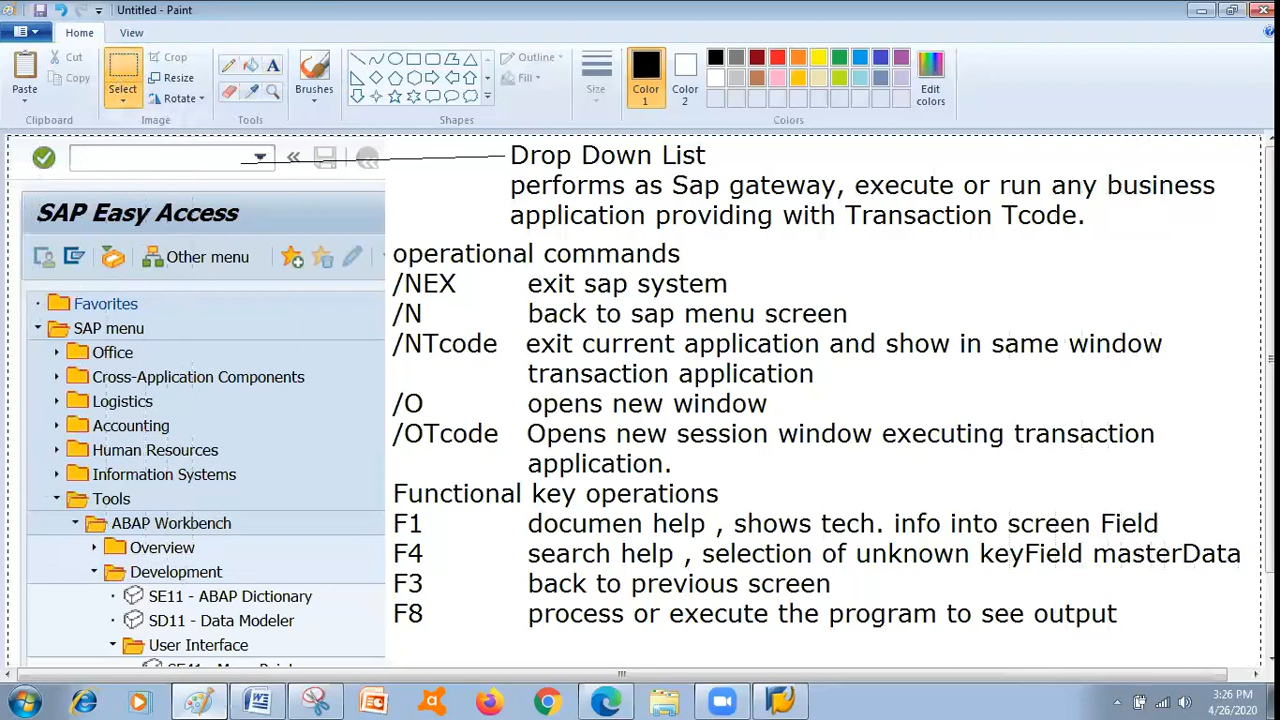 Untitled - Paint
Home View
Paste
Cut
Copy
Clipboard
Select
Crop
Resize
Rotate
Image
Tools
Brushes
Shapes
Outline
Fill
Size
Color 1
Color 2
Edit colors
Colors
Drop Down List
performs as Sap gateway, execute or run any business
application providing with Transaction Tcode.
SAP Easy Access
Other menu
Favorites
SAP menu
Office
Cross-Application Components
Logistics
Accounting
Human Resources
Information Systems
Tools
ABAP Workbench
Overview
Development
SE11 - ABAP Dictionary
SD11 - Data Modeler
User Interface
operational commands
/NEX exit sap system
/N back to sap menu screen
/NTcode exit current application and show in same window
transaction application
/O opens new window
/OTcode Opens new session window executing transaction
application.
Functional key operations
F1 documen help , shows tech. info into screen Field
F4 search help , selection of unknown keyField masterData
F3 back to previous screen
F8 process or execute the program to see output
3:26 PM
4/26/2020